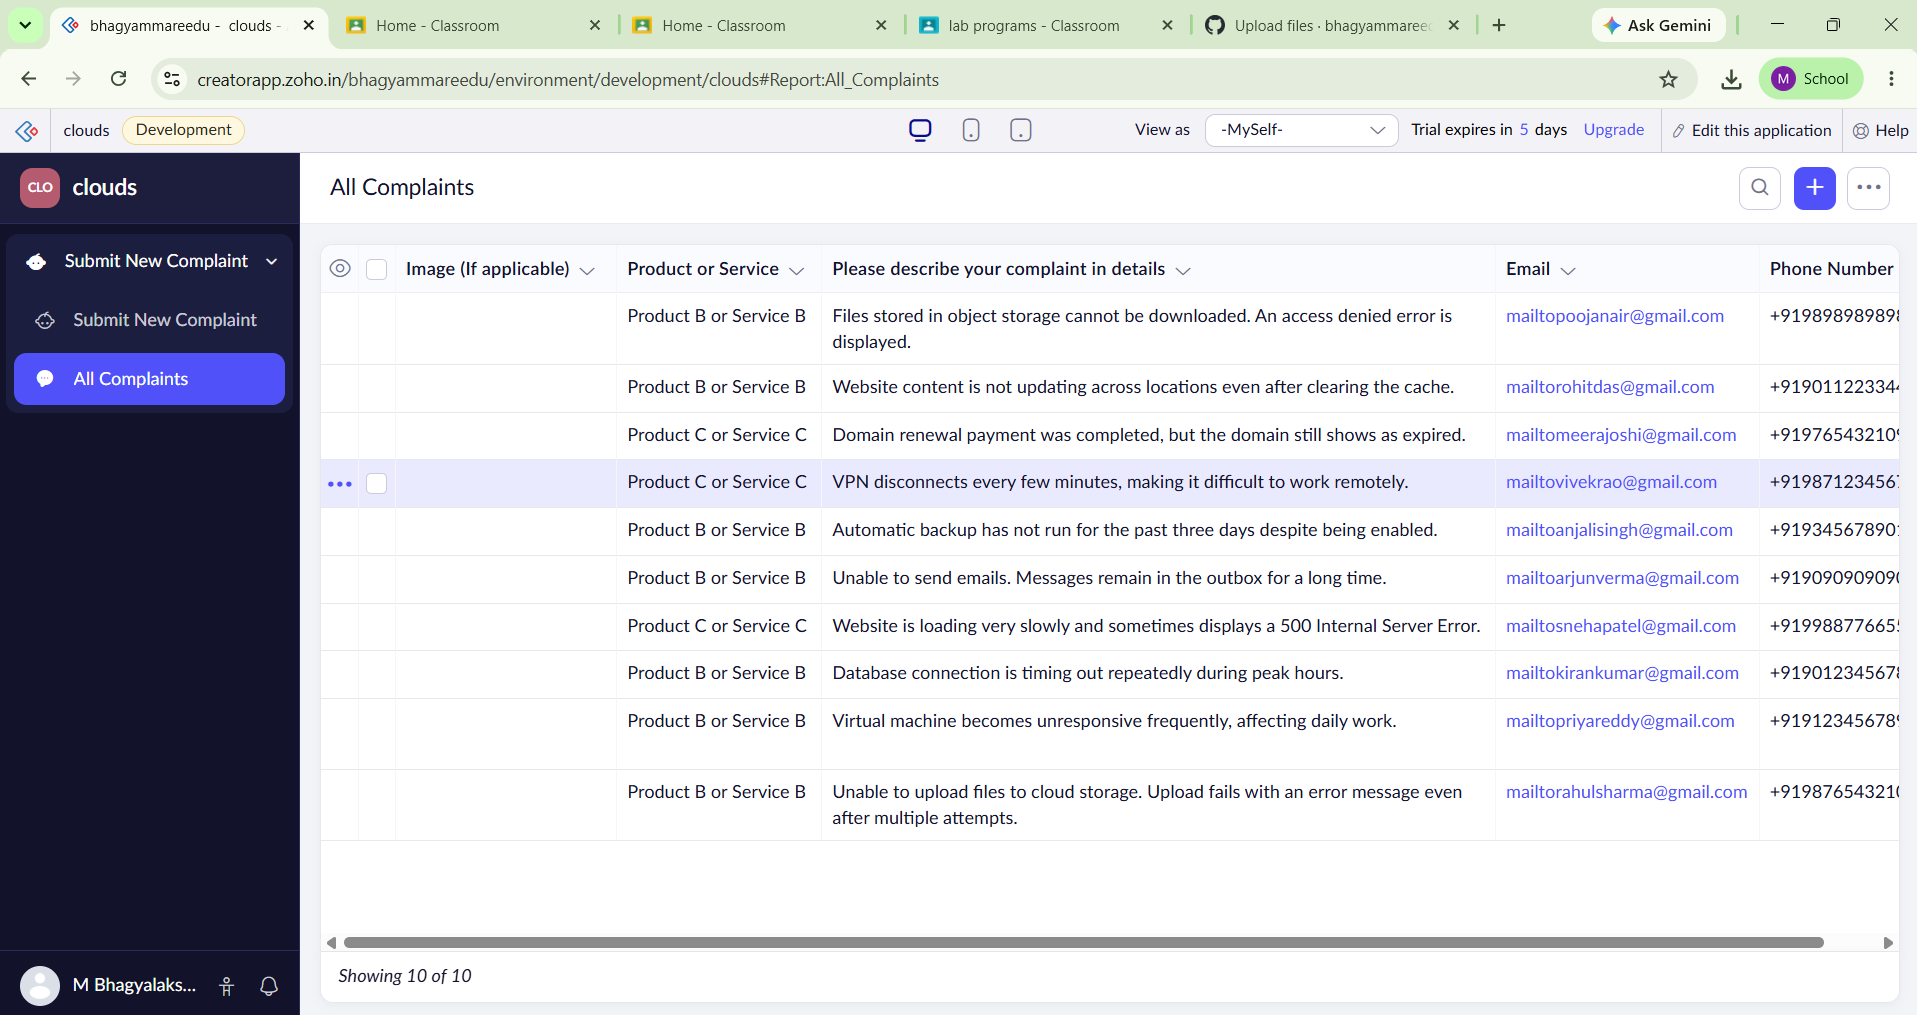 bhagyammareedu - clouds -
Home - Classroom
Home - Classroom
lab programs - Classroom
Upload files · bhagyammareed
Ask Gemini
creatorapp.zoho.in/bhagyammareedu/environment/development/clouds#Report:All_Complaints
M School
clouds Development
View as -MySelf- Trial expires in 5 days Upgrade Edit this application Help
CLO clouds
Submit New Complaint
Submit New Complaint
All Complaints
M Bhagyalaks...
All Complaints
Image (If applicable) Product or Service Please describe your complaint in details Email Phone Number
Product B or Service B Files stored in object storage cannot be downloaded. An access denied error is mailtopoojanair@gmail.com +919898989898
displayed.
Product B or Service B Website content is not updating across locations even after clearing the cache. mailtorohitdas@gmail.com +919011223344
Product C or Service C Domain renewal payment was completed, but the domain still shows as expired. mailtomeerajoshi@gmail.com +919765432109
Product C or Service C VPN disconnects every few minutes, making it difficult to work remotely. mailtovivekrao@gmail.com +919871234567
Product B or Service B Automatic backup has not run for the past three days despite being enabled. mailtoanjalisingh@gmail.com +919345678901
Product B or Service B Unable to send emails. Messages remain in the outbox for a long time. mailtoarjunverma@gmail.com +919090909090
Product C or Service C Website is loading very slowly and sometimes displays a 500 Internal Server Error. mailtosnehapatel@gmail.com +919988776655
Product B or Service B Database connection is timing out repeatedly during peak hours. mailtokirankumar@gmail.com +919012345678
Product B or Service B Virtual machine becomes unresponsive frequently, affecting daily work. mailtopriyareddy@gmail.com +919123456789
Product B or Service B Unable to upload files to cloud storage. Upload fails with an error message even mailtorahulsharma@gmail.com +919876543210
after multiple attempts.
Showing 10 of 10